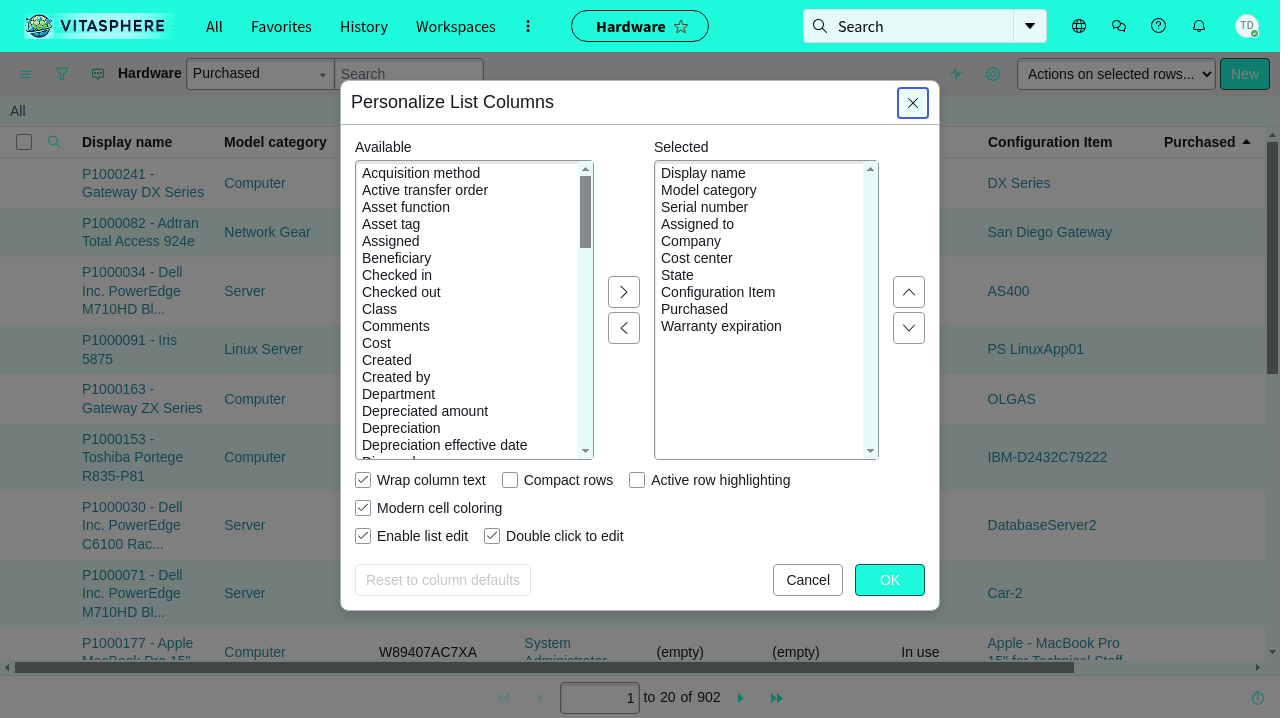 VITASPHERE
All
Favorites
History
Workspaces
Hardware
Search
TD
Hardware
Purchased
Search
Actions on selected rows...
New
All
Display name
Model category
Configuration Item
Purchased
P1000241 -
Gateway DX Series
Computer
DX Series
P1000082 - Adtran
Total Access 924e
Network Gear
San Diego Gateway
P1000034 - Dell
Inc. PowerEdge
M710HD Bl...
Server
AS400
P1000091 - Iris
5875
Linux Server
PS LinuxApp01
P1000163 -
Gateway ZX Series
Computer
OLGAS
P1000153 -
Toshiba Portege
R835-P81
Computer
IBM-D2432C79222
P1000030 - Dell
Inc. PowerEdge
C6100 Rac...
Server
DatabaseServer2
P1000071 - Dell
Inc. PowerEdge
M710HD Bl...
Server
Car-2
P1000177 - Apple
MacBook Pro 15"
Computer
W89407AC7XA
System
Administrator
(empty)
(empty)
In use
Apple - MacBook Pro
15" for Technical Staff
1 to 20 of 902
Personalize List Columns
Available
Acquisition method
Active transfer order
Asset function
Asset tag
Assigned
Beneficiary
Checked in
Checked out
Class
Comments
Cost
Created
Created by
Department
Depreciated amount
Depreciation
Depreciation effective date
Selected
Display name
Model category
Serial number
Assigned to
Company
Cost center
State
Configuration Item
Purchased
Warranty expiration
Wrap column text
Compact rows
Active row highlighting
Modern cell coloring
Enable list edit
Double click to edit
Reset to column defaults
Cancel
OK